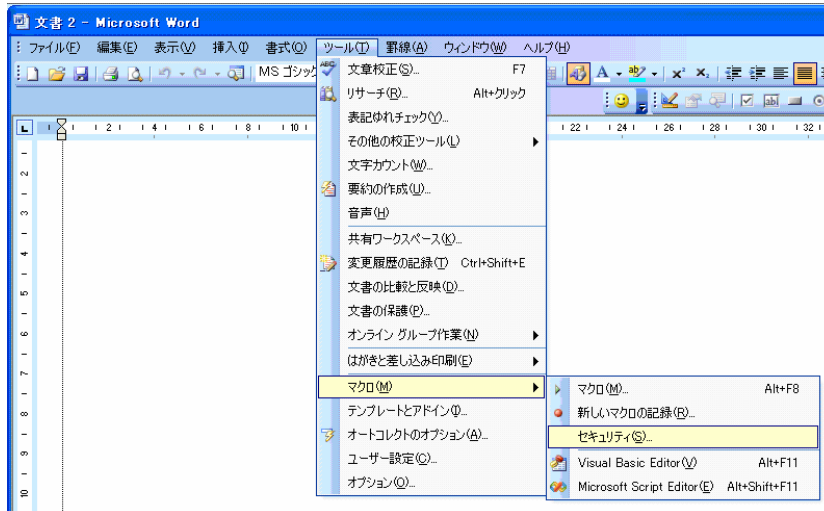 文書 2 - Microsoft Word
ファイル(F) 編集(E) 表示(V) 挿入(I) 書式(O) ツール(T) 罫線(A) ウィンドウ(W) ヘルプ(H)
MS ゴシック
文章校正(S)... F7
リサーチ(R)... Alt+クリック
表記ゆれチェック(Y)...
その他の校正ツール(L)
文字カウント(W)...
要約の作成(U)...
音声(H)
共有ワークスペース(K)...
変更履歴の記録(T) Ctrl+Shift+E
文書の比較と反映(D)...
文書の保護(P)...
オンライン グループ作業(N)
はがきと差し込み印刷(E)
マクロ(M)
テンプレートとアドイン(I)...
オートコレクトのオプション(A)...
ユーザー設定(C)...
オプション(O)...
マクロ(M)... Alt+F8
新しいマクロの記録(R)...
セキュリティ(S)...
Visual Basic Editor(V) Alt+F11
Microsoft Script Editor(E) Alt+Shift+F11